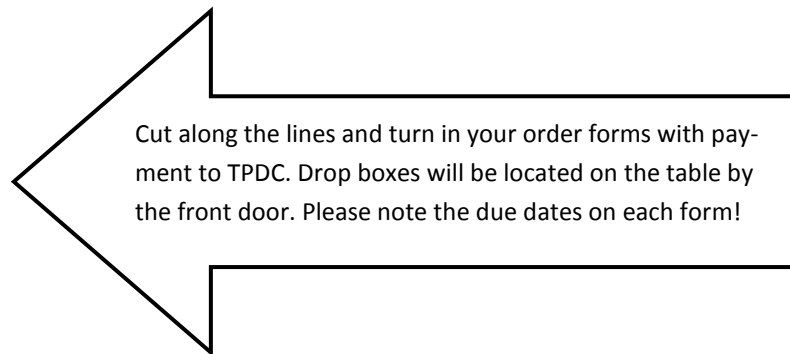 Cut along the lines and turn in your order forms with pay-
ment to TPDC. Drop boxes will be located on the table by
the front door. Please note the due dates on each form!